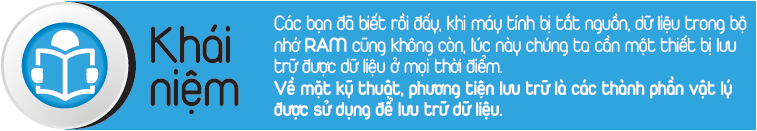 Khái
niệm
Các bạn đã biết rồi đấy, khi máy tính bị tắt nguồn, dữ liệu trong bộ
nhớ RAM cũng không còn, lúc này chúng ta cần một thiết bị lưu
trữ được dữ liệu ở mọi thời điểm.
Về mặt kỹ thuật, phương tiện lưu trữ là các thành phần vật lý
được sử dụng để lưu trữ dữ liệu.